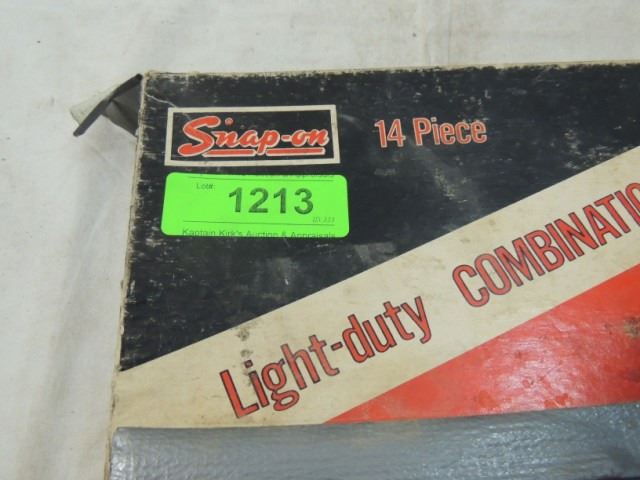 Snap-on
14 Piece
Lot#:
1213
Kaptain Kirk's Auction & Appraisals
Light-duty COMBINATIO